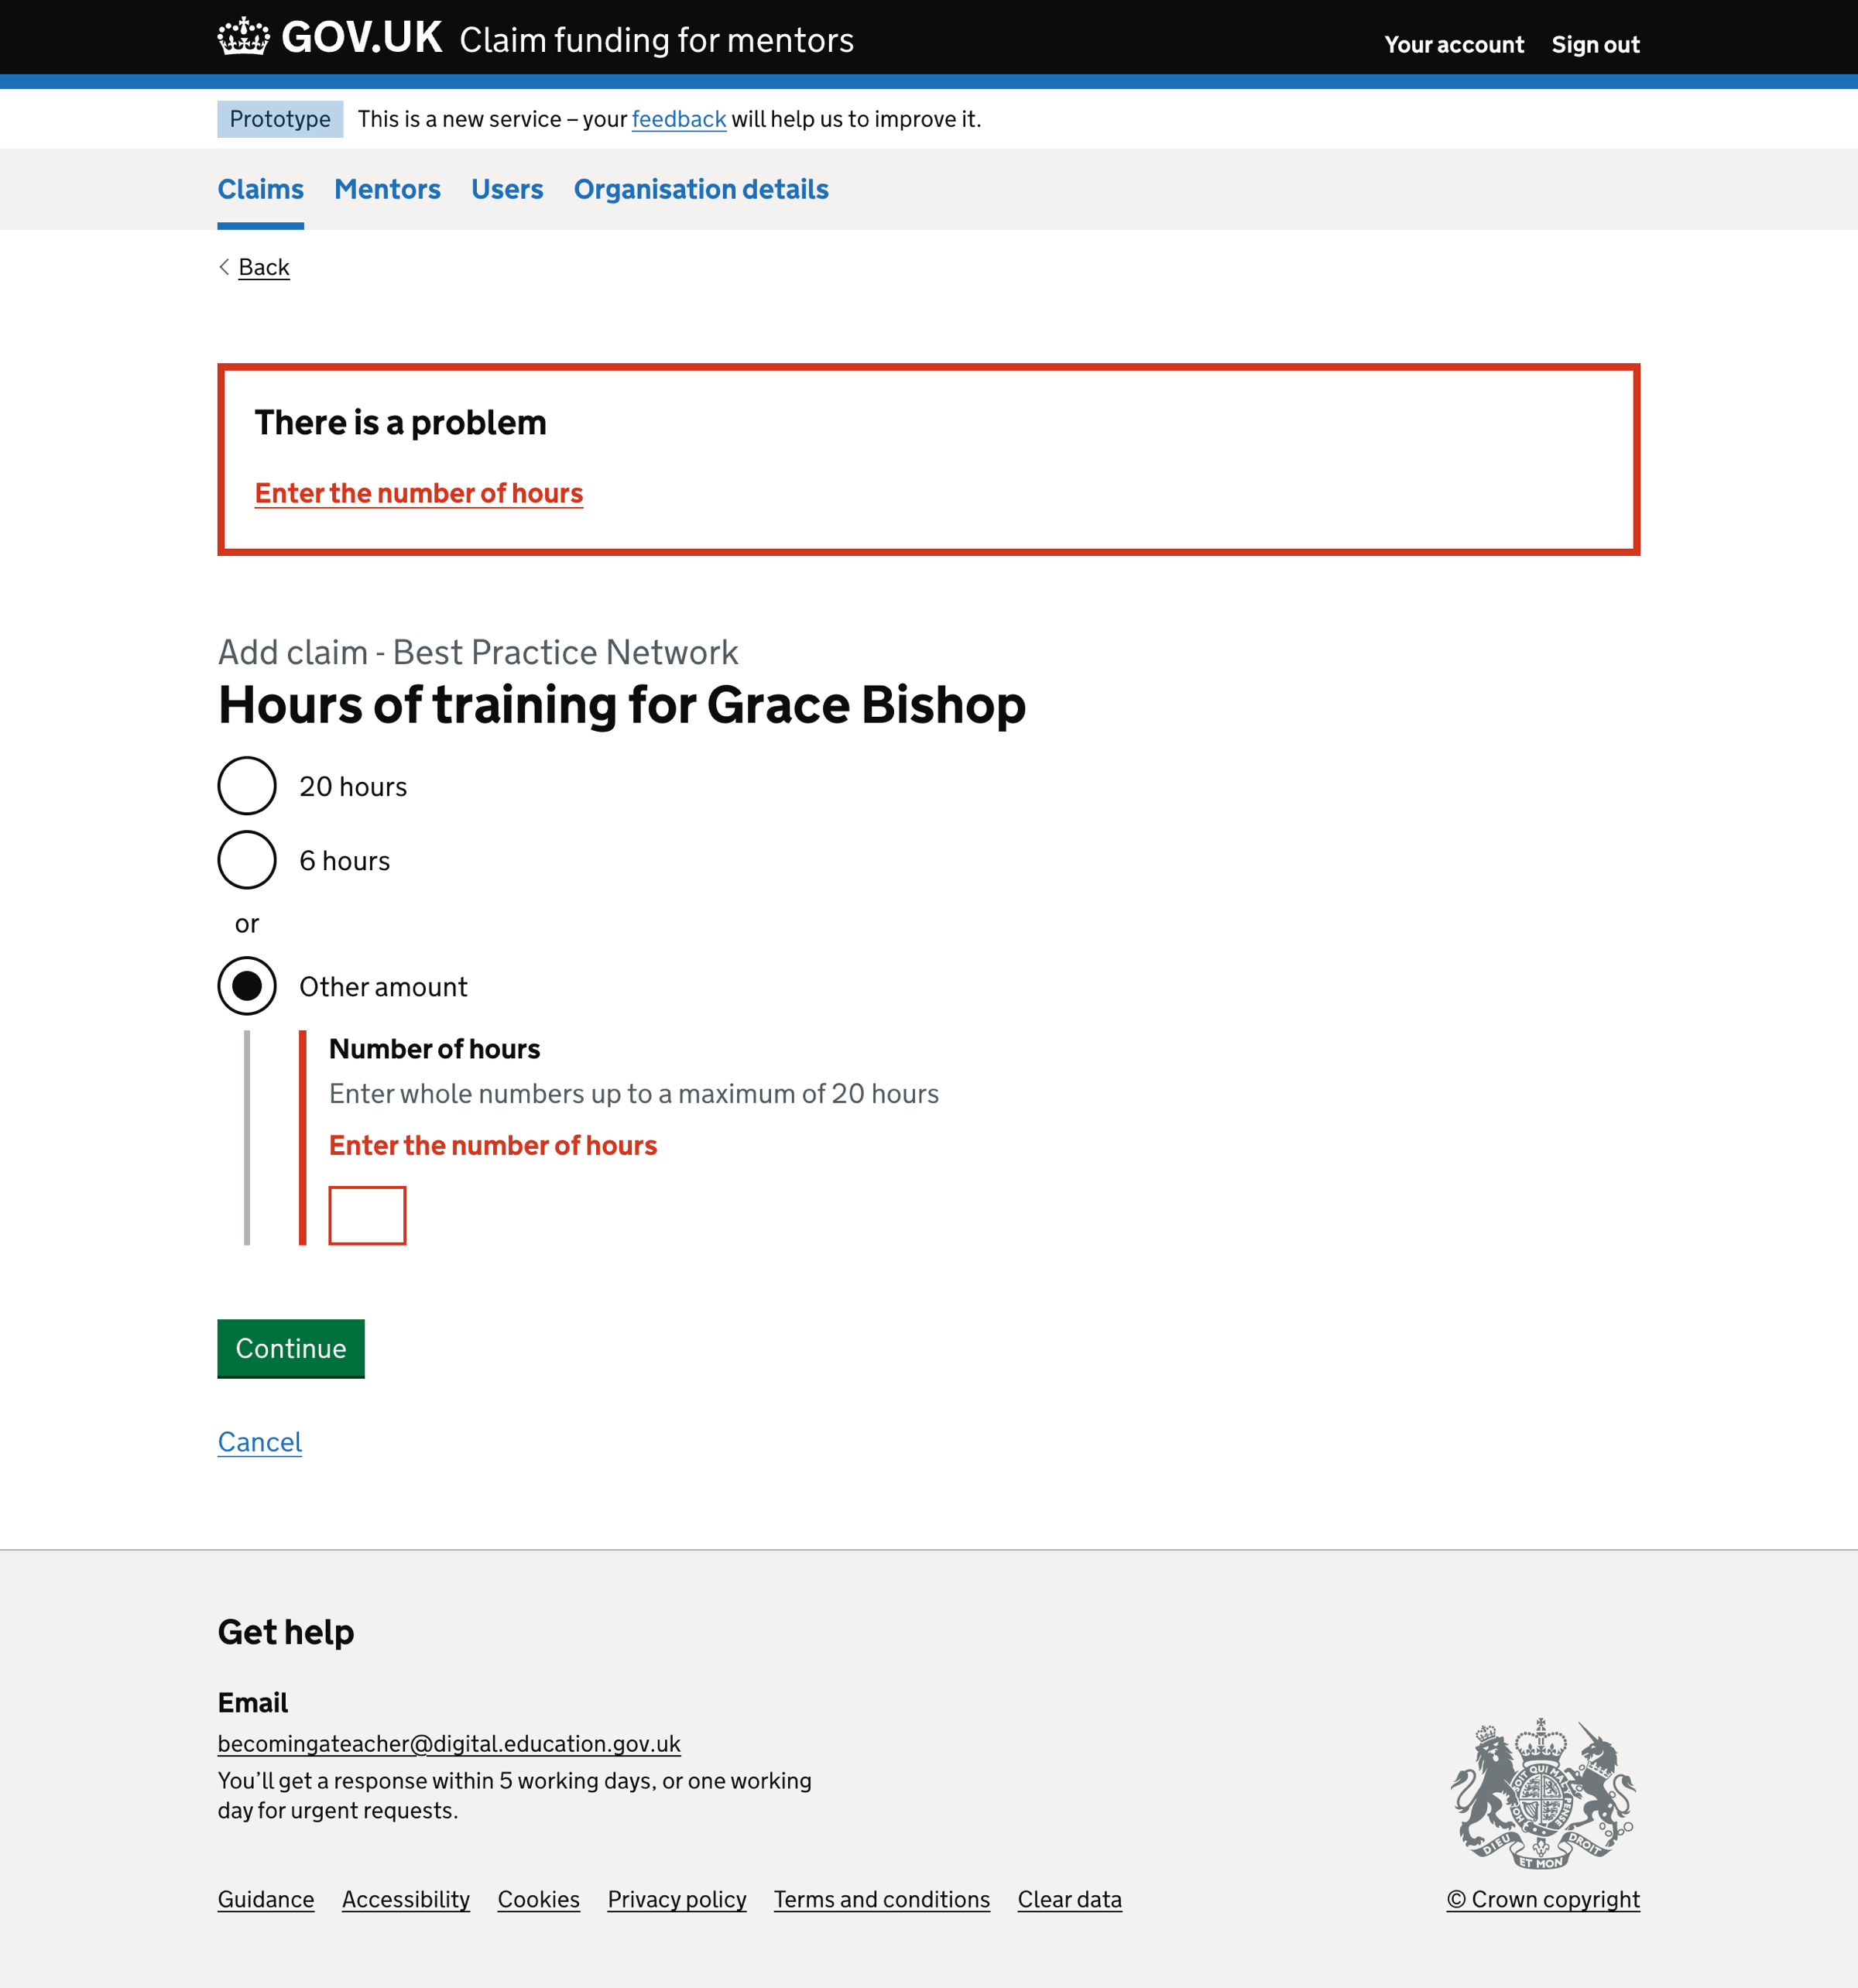 GOV.UK Claim funding for mentors
Your account Sign out
Prototype This is a new service – your feedback will help us to improve it.
Claims Mentors Users Organisation details
Back
There is a problem
Enter the number of hours
Add claim - Best Practice Network
Hours of training for Grace Bishop
20 hours
6 hours
or
Other amount
Number of hours
Enter whole numbers up to a maximum of 20 hours
Enter the number of hours
Continue
Cancel
Get help
Email
becomingateacher@digital.education.gov.uk
You’ll get a response within 5 working days, or one working
day for urgent requests.
DIEU ET MON DROIT
Guidance Accessibility Cookies Privacy policy Terms and conditions Clear data
© Crown copyright